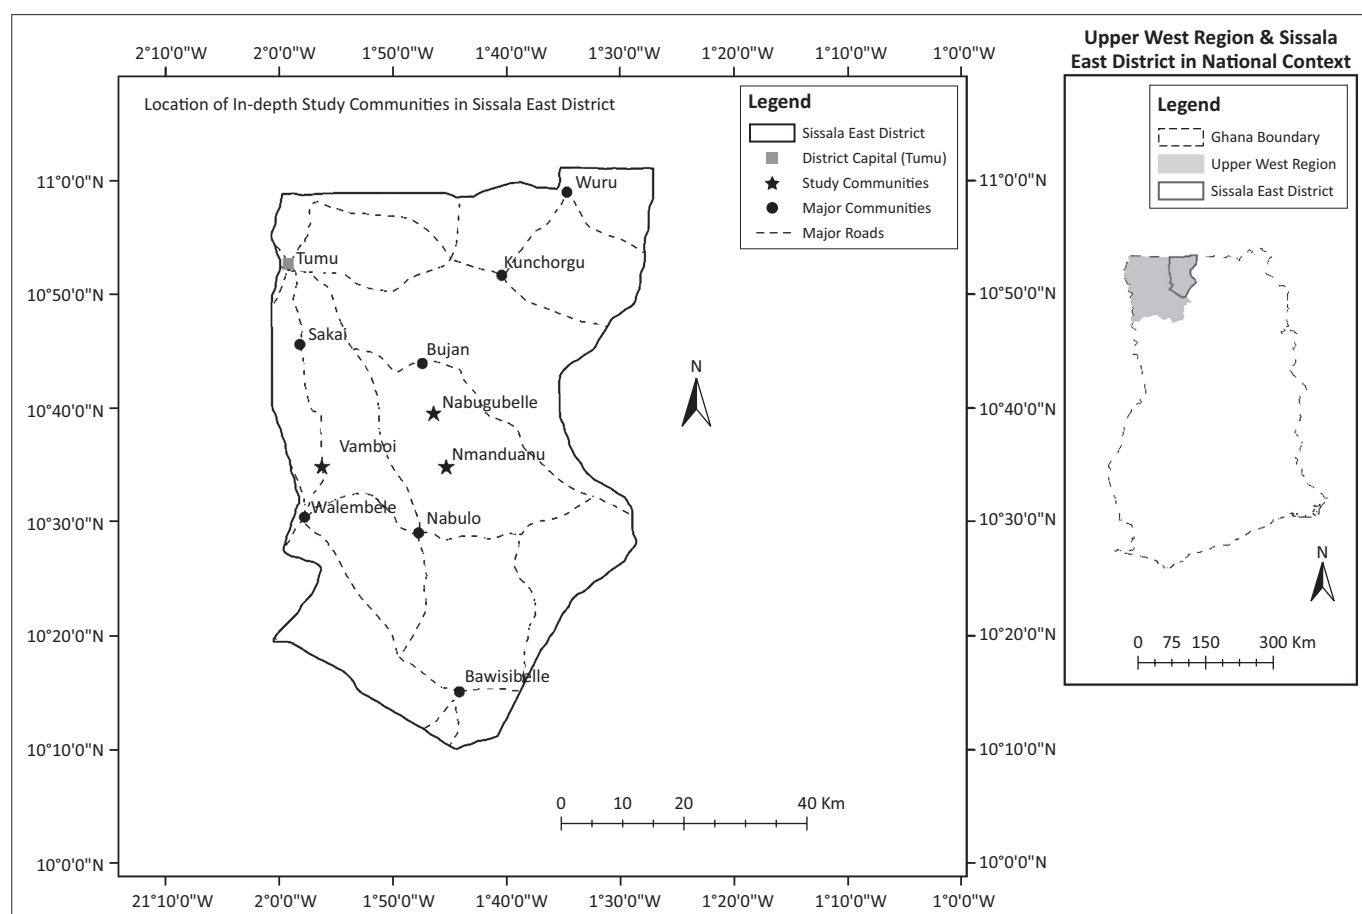 2°10'0"W 2°0'0"W 1°50'0"W 1°40'0"W 1°30'0"W 1°20'0"W 1°10'0"W 1°0'0"W
Location of In-depth Study Communities in Sissala East District
Legend
Sissala East District
District Capital (Tumu)
Study Communities
Major Communities
Major Roads
11°0'0"N
11°0'0"N
Wuru
Tumu
Kunchorgu
10°50'0"N
10°50'0"N
Sakai
Bujan
N
10°40'0"N
Nabugubelle
10°40'0"N
Vamboi
Nmanduanu
Walembele
Nabulo
10°30'0"N
10°30'0"N
10°20'0"N
10°20'0"N
Bawisibelle
10°10'0"N
10°10'0"N
0 10 20 40 Km
10°0'0"N
10°0'0"N
21°10'0"W 2°0'0"W 1°50'0"W 1°40'0"W 1°30'0"W 1°20'0"W 1°10'0"W 1°0'0"W
Upper West Region & Sissala
East District in National Context
Legend
Ghana Boundary
Upper West Region
Sissala East District
N
0 75 150 300 Km